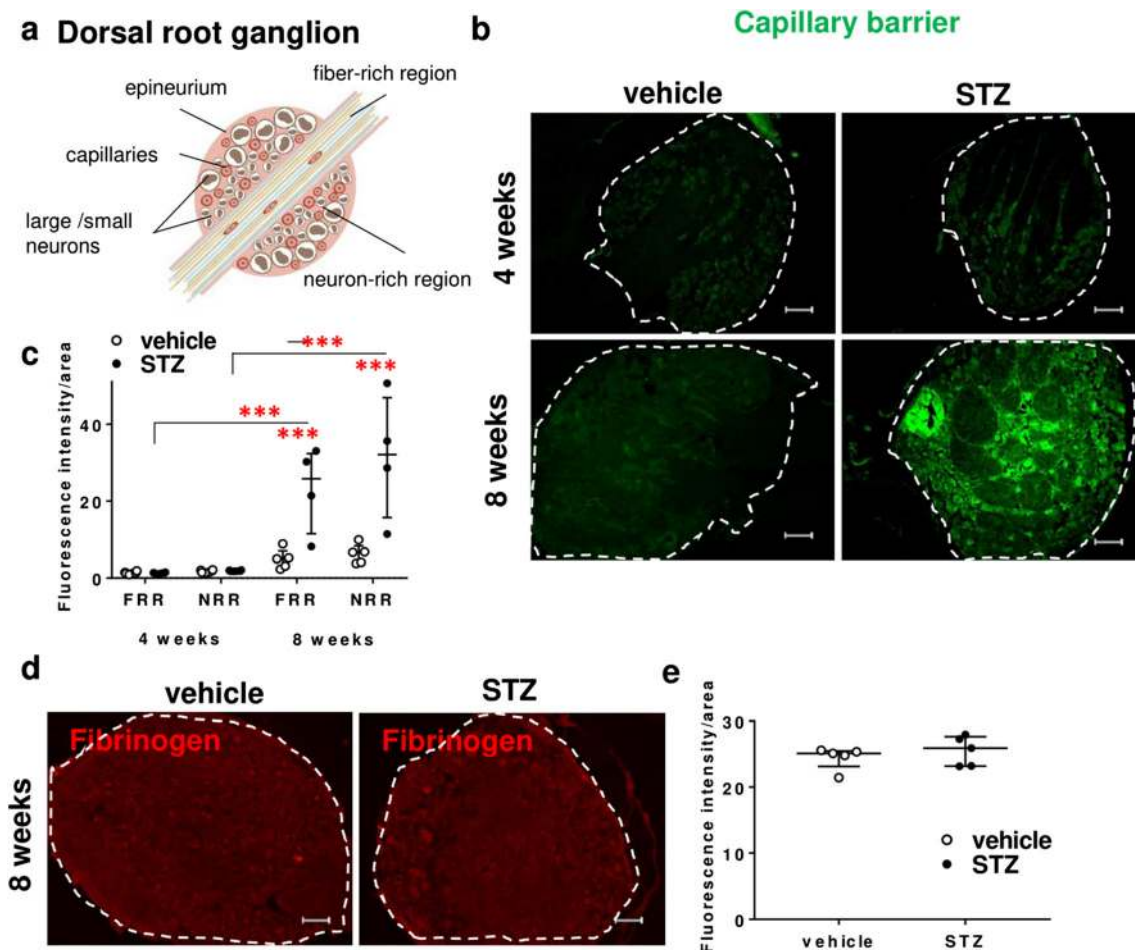 a Dorsal root ganglion
epineurium
fiber-rich region
capillaries
large /small
neurons
neuron-rich region
b
Capillary barrier
vehicle
STZ
4 weeks
8 weeks
c
vehicle
STZ
***
***
***
***
Fluorescence intensity/area
40
20
0
FRR
NRR
FRR
NRR
4 weeks
8 weeks
d
vehicle
STZ
8 weeks
Fibrinogen
Fibrinogen
e
Fluorescence intensity/area
30
20
10
0
vehicle
STZ
vehicle
STZ